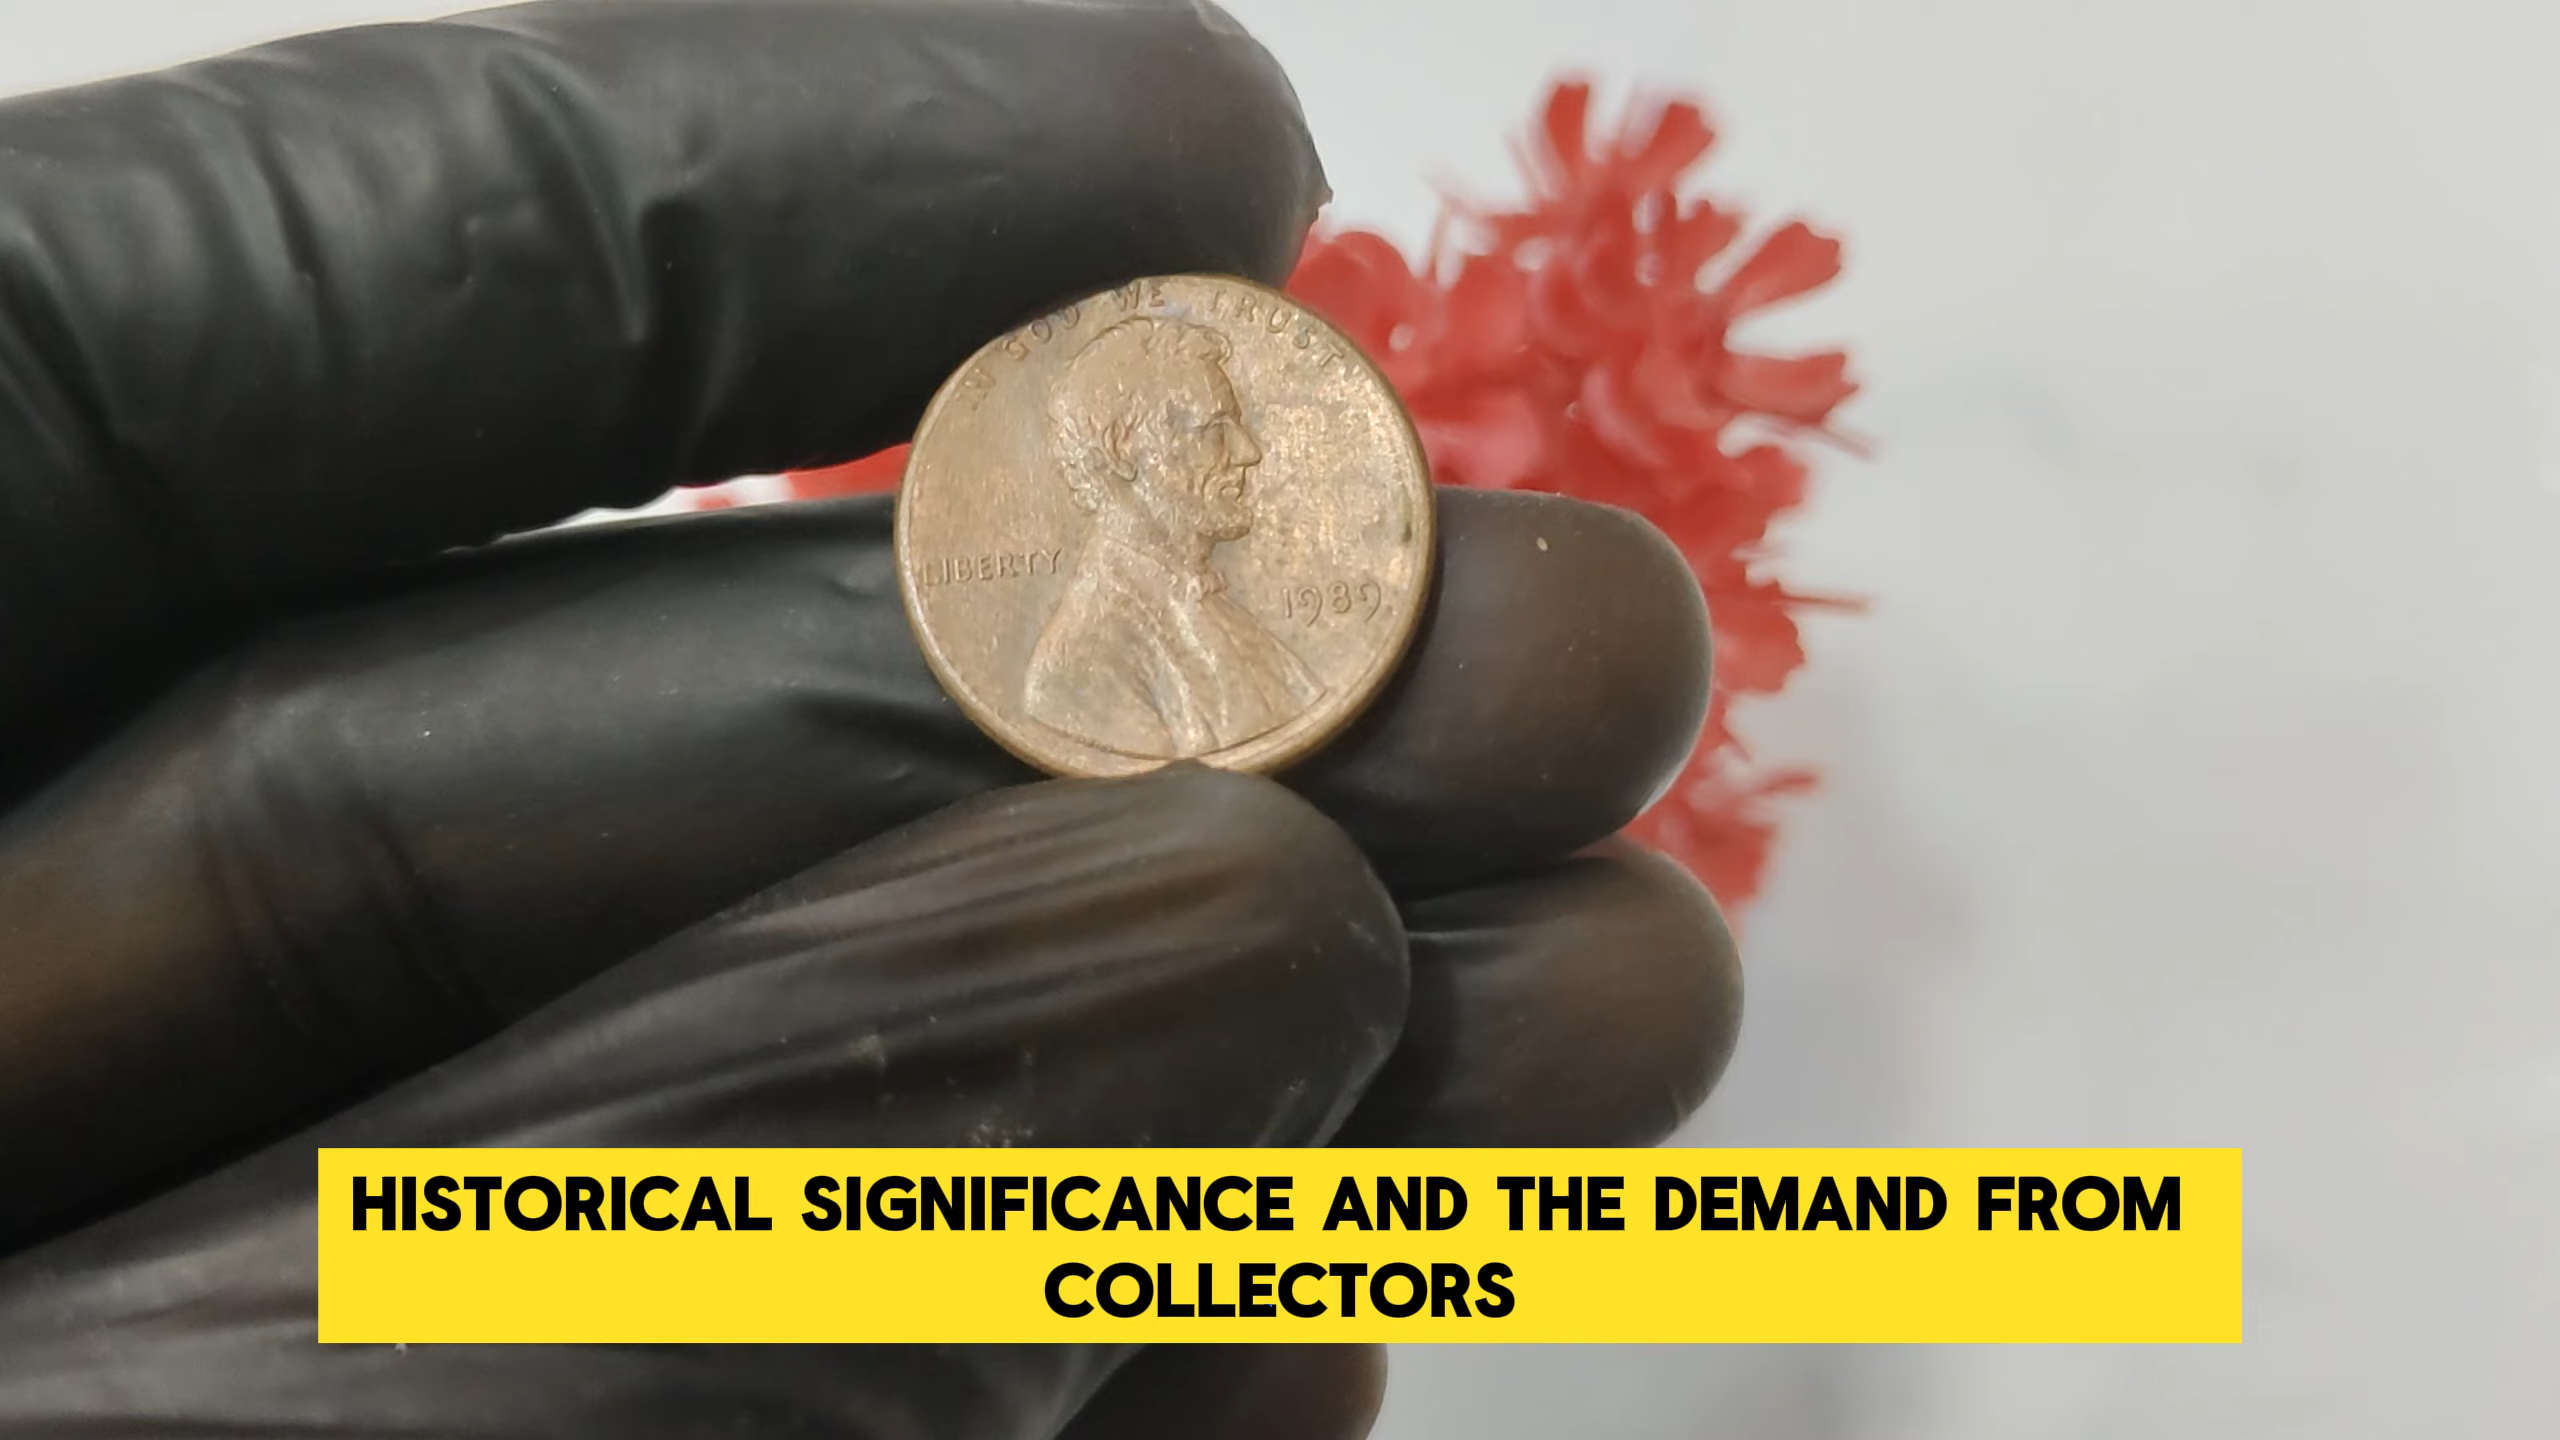 IN GOD WE TRUST
LIBERTY
1989
HISTORICAL SIGNIFICANCE AND THE DEMAND FROM
COLLECTORS